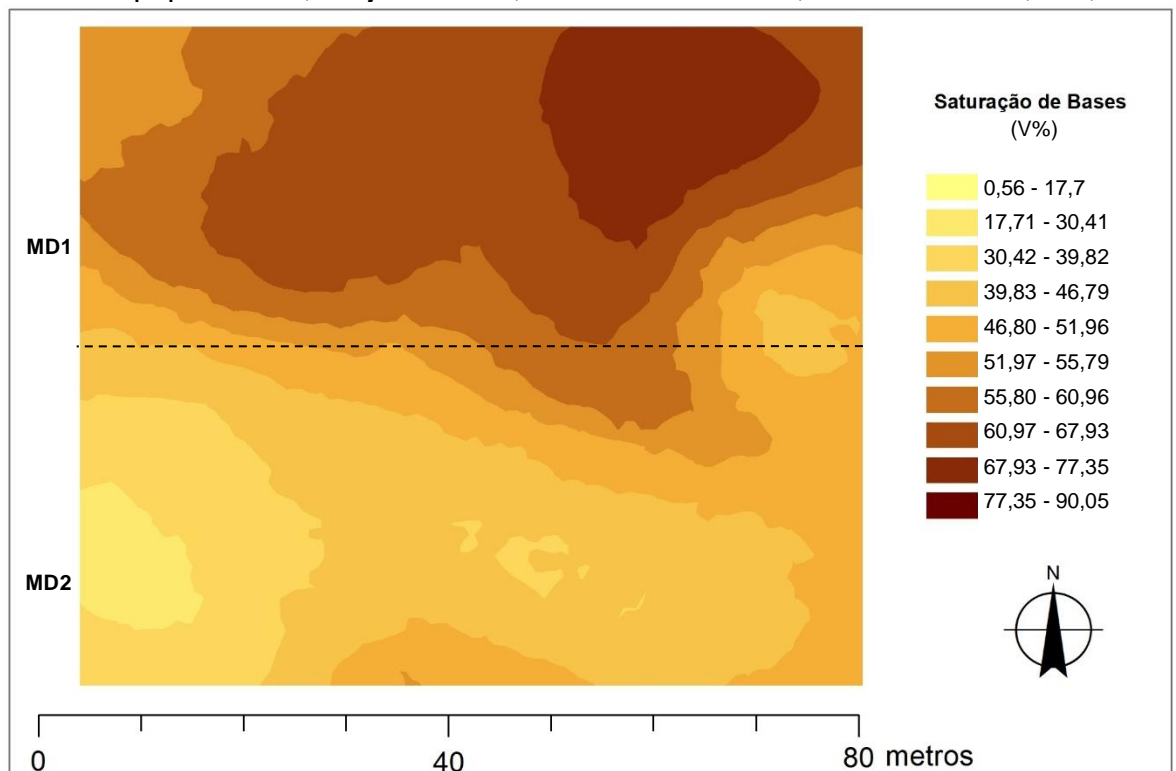 Saturação de Bases
(V%)
0,56 - 17,7
17,71 - 30,41
30,42 - 39,82
39,83 - 46,79
46,80 - 51,96
51,97 - 55,79
55,80 - 60,96
60,97 - 67,93
67,93 - 77,35
77,35 - 90,05
MD1
MD2
N
0
40
80 metros